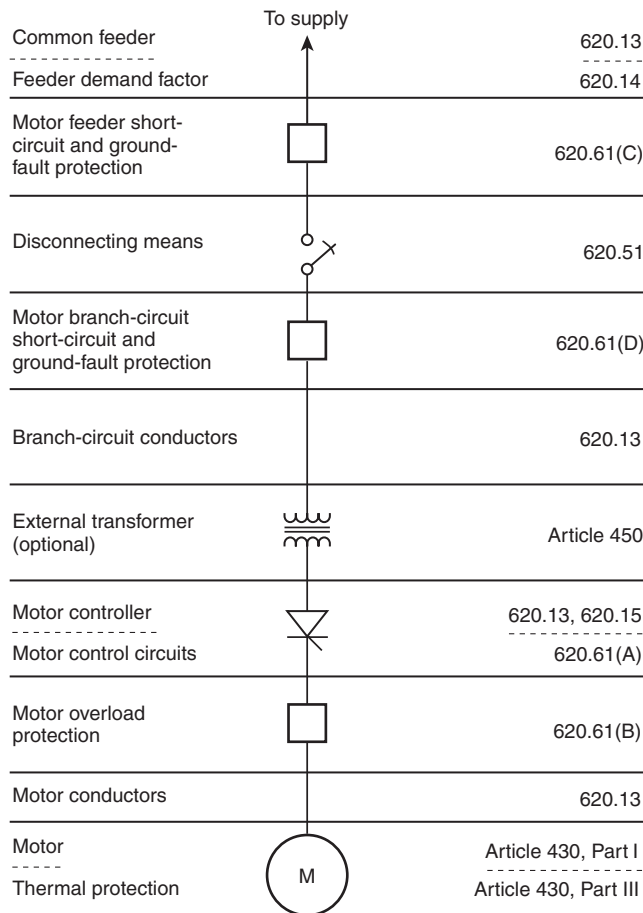 To supply
Common feeder 620.13
Feeder demand factor 620.14
Motor feeder short-
circuit and ground-
fault protection
620.61(C)
Disconnecting means 620.51
Motor branch-circuit
short-circuit and
ground-fault protection
620.61(D)
Branch-circuit conductors 620.13
External transformer
(optional)
Article 450
Motor controller 620.13, 620.15
Motor control circuits 620.61(A)
Motor overload
protection
620.61(B)
Motor conductors 620.13
Motor Article 430, Part I
M
Thermal protection Article 430, Part III